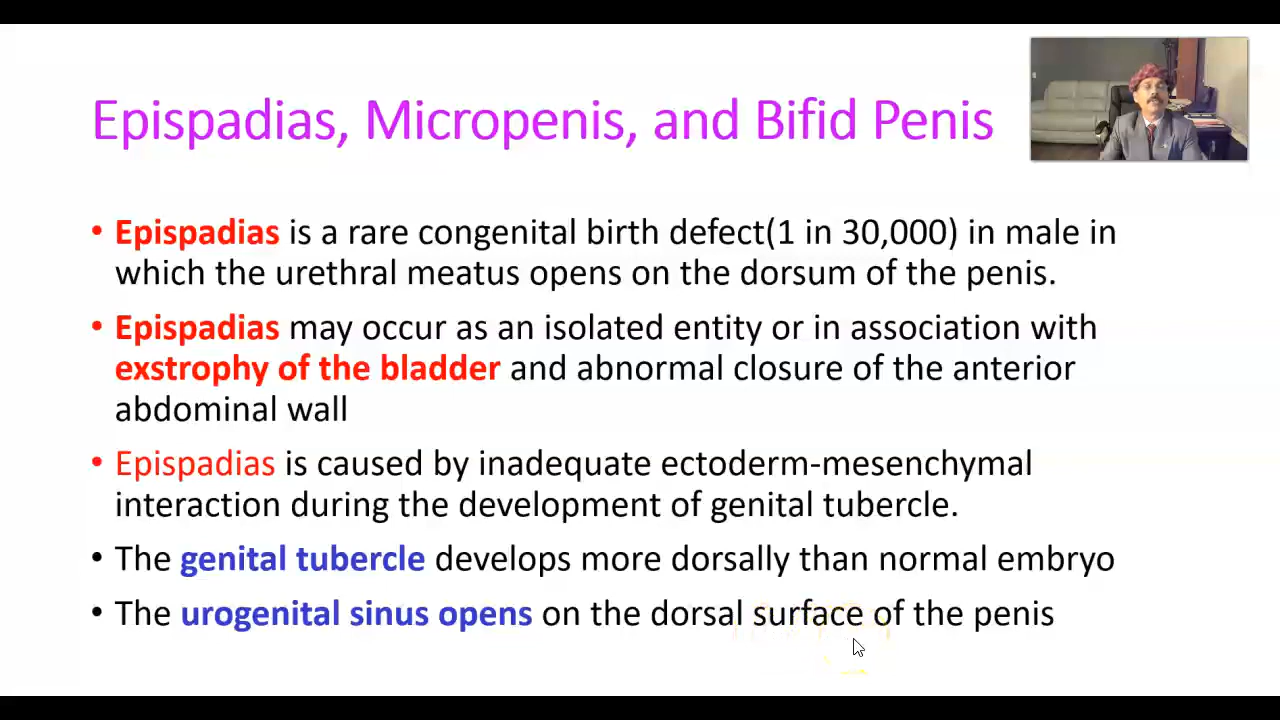 Epispadias, Micropenis, and Bifid Penis
• Epispadias is a rare congenital birth defect(1 in 30,000) in male in
which the urethral meatus opens on the dorsum of the penis.
• Epispadias may occur as an isolated entity or in association with
exstrophy of the bladder and abnormal closure of the anterior
abdominal wall
• Epispadias is caused by inadequate ectoderm-mesenchymal
interaction during the development of genital tubercle.
• The genital tubercle develops more dorsally than normal embryo
• The urogenital sinus opens on the dorsal surface of the penis